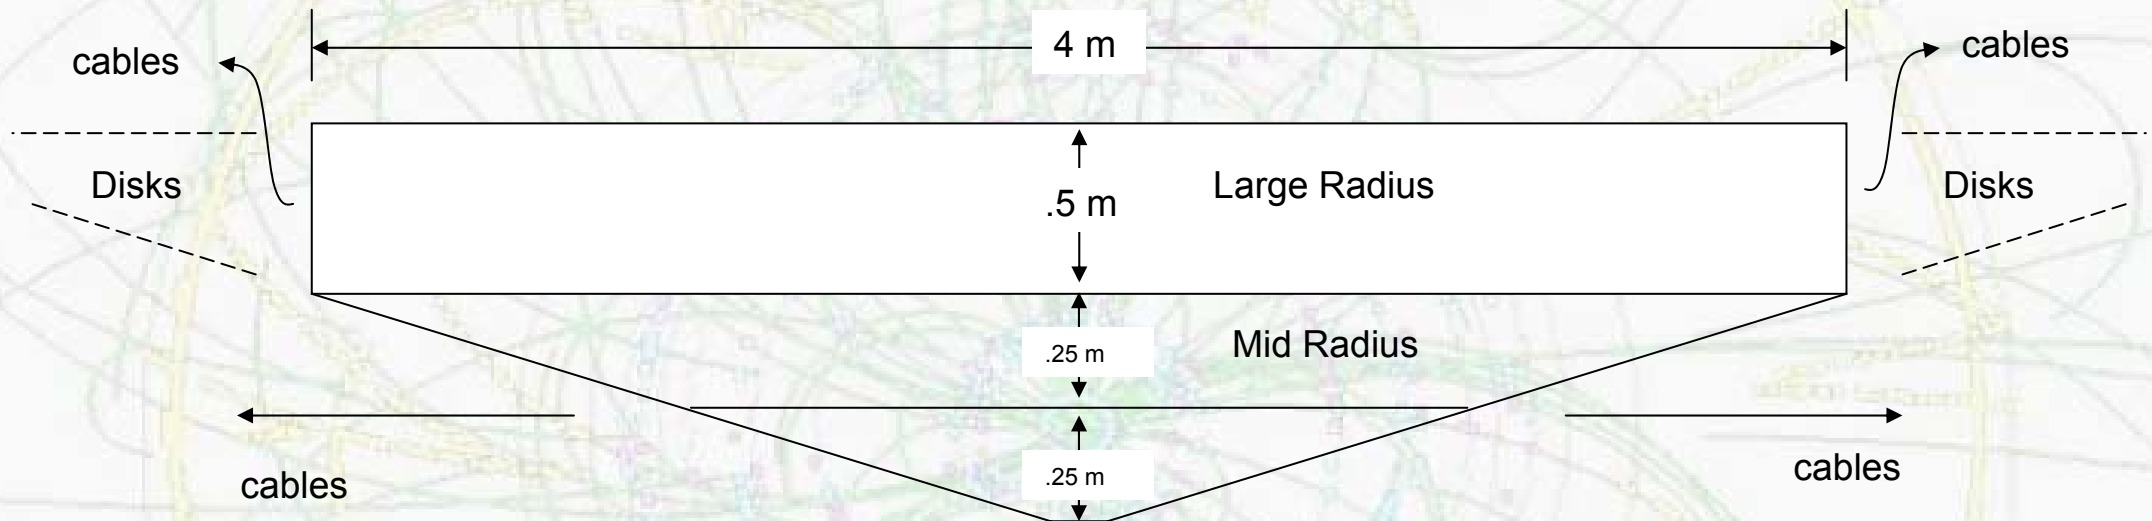 4 m
cables
cables
Disks
.5 m
Large Radius
Disks
.25 m
Mid Radius
.25 m
cables
cables